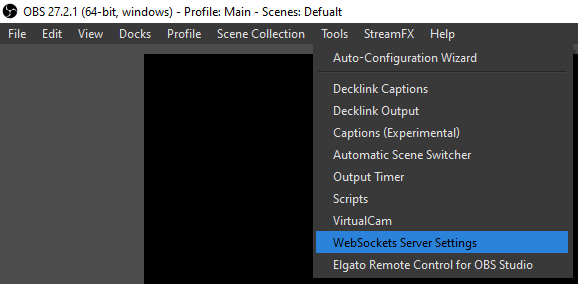 OBS 27.2.1 (64-bit, windows) - Profile: Main - Scenes: Defualt
File Edit View Docks Profile Scene Collection Tools StreamFX Help
Auto-Configuration Wizard
Decklink Captions
Decklink Output
Captions (Experimental)
Automatic Scene Switcher
Output Timer
Scripts
VirtualCam
WebSockets Server Settings
Elgato Remote Control for OBS Studio